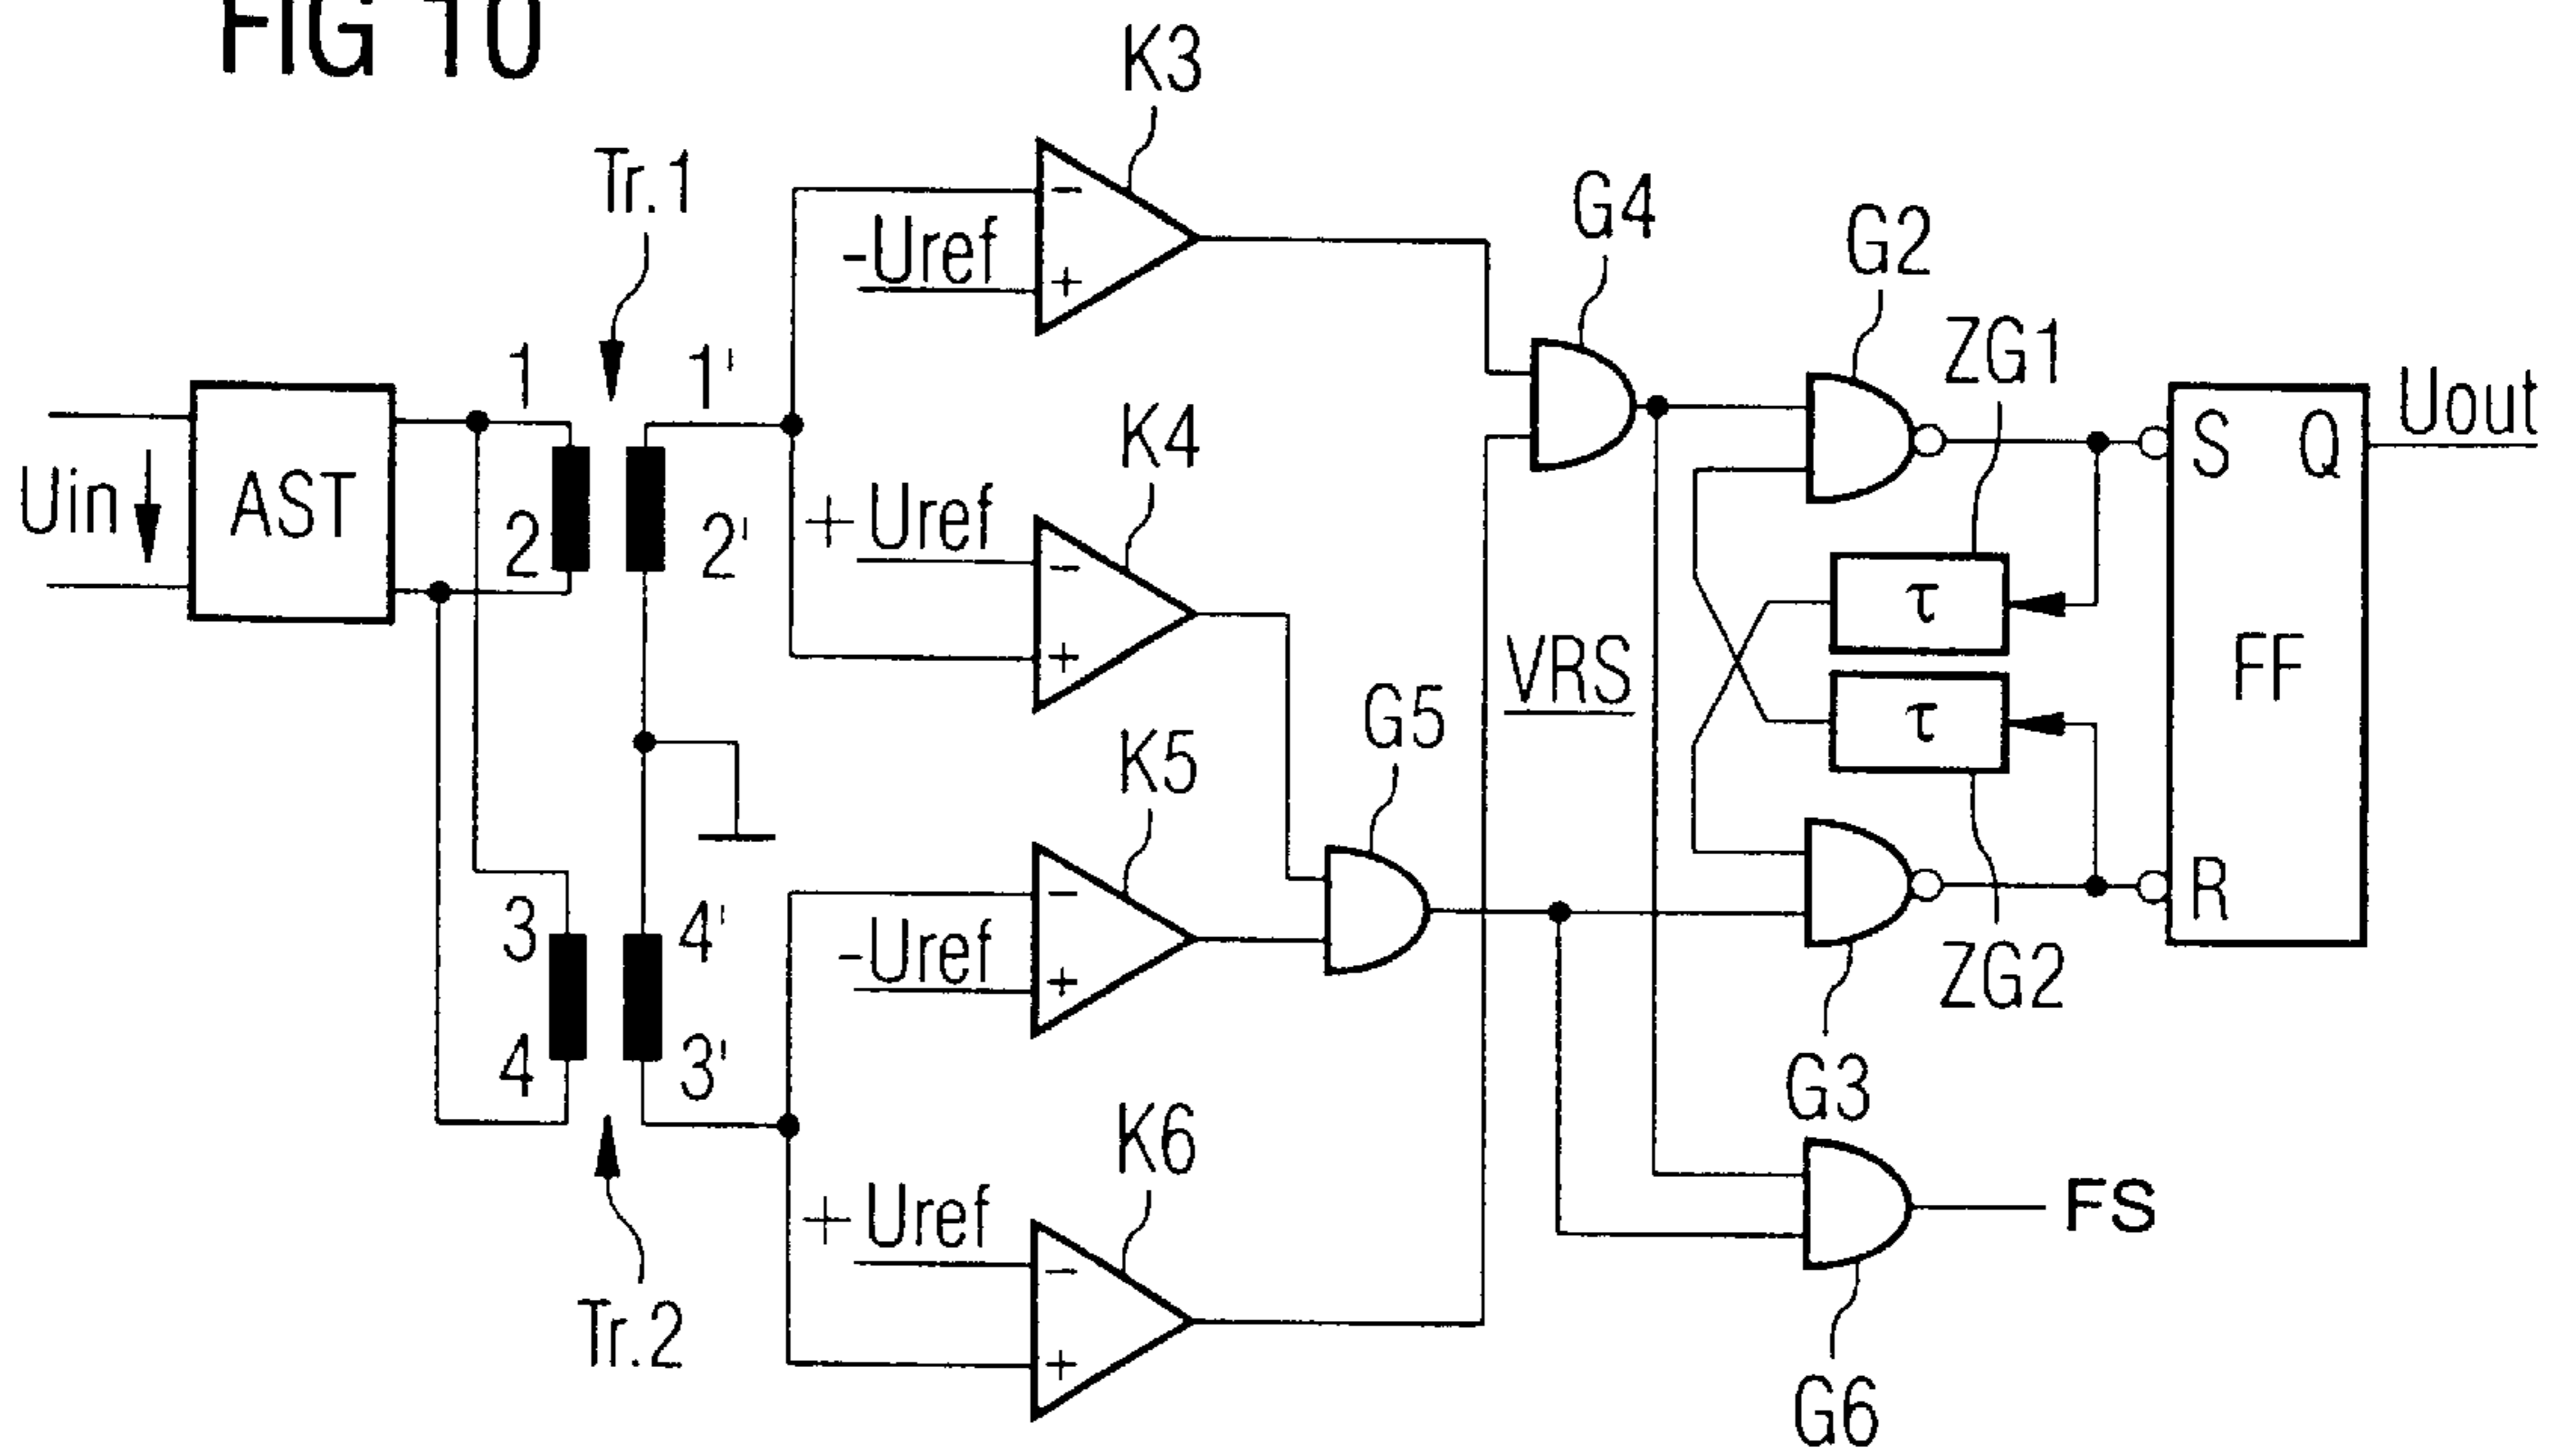 FIG 10
K3
Tr.1
−
-Uref
+
G4
G2
1
1'
ZG1
K4
Uout
S
Q
Uin
AST
2
2'
+Uref
−
τ
+
VRS
FF
G5
τ
K5
3
4'
−
R
-Uref
+
ZG2
4
3'
G3
K6
+Uref
FS
−
Tr.2
+
G6